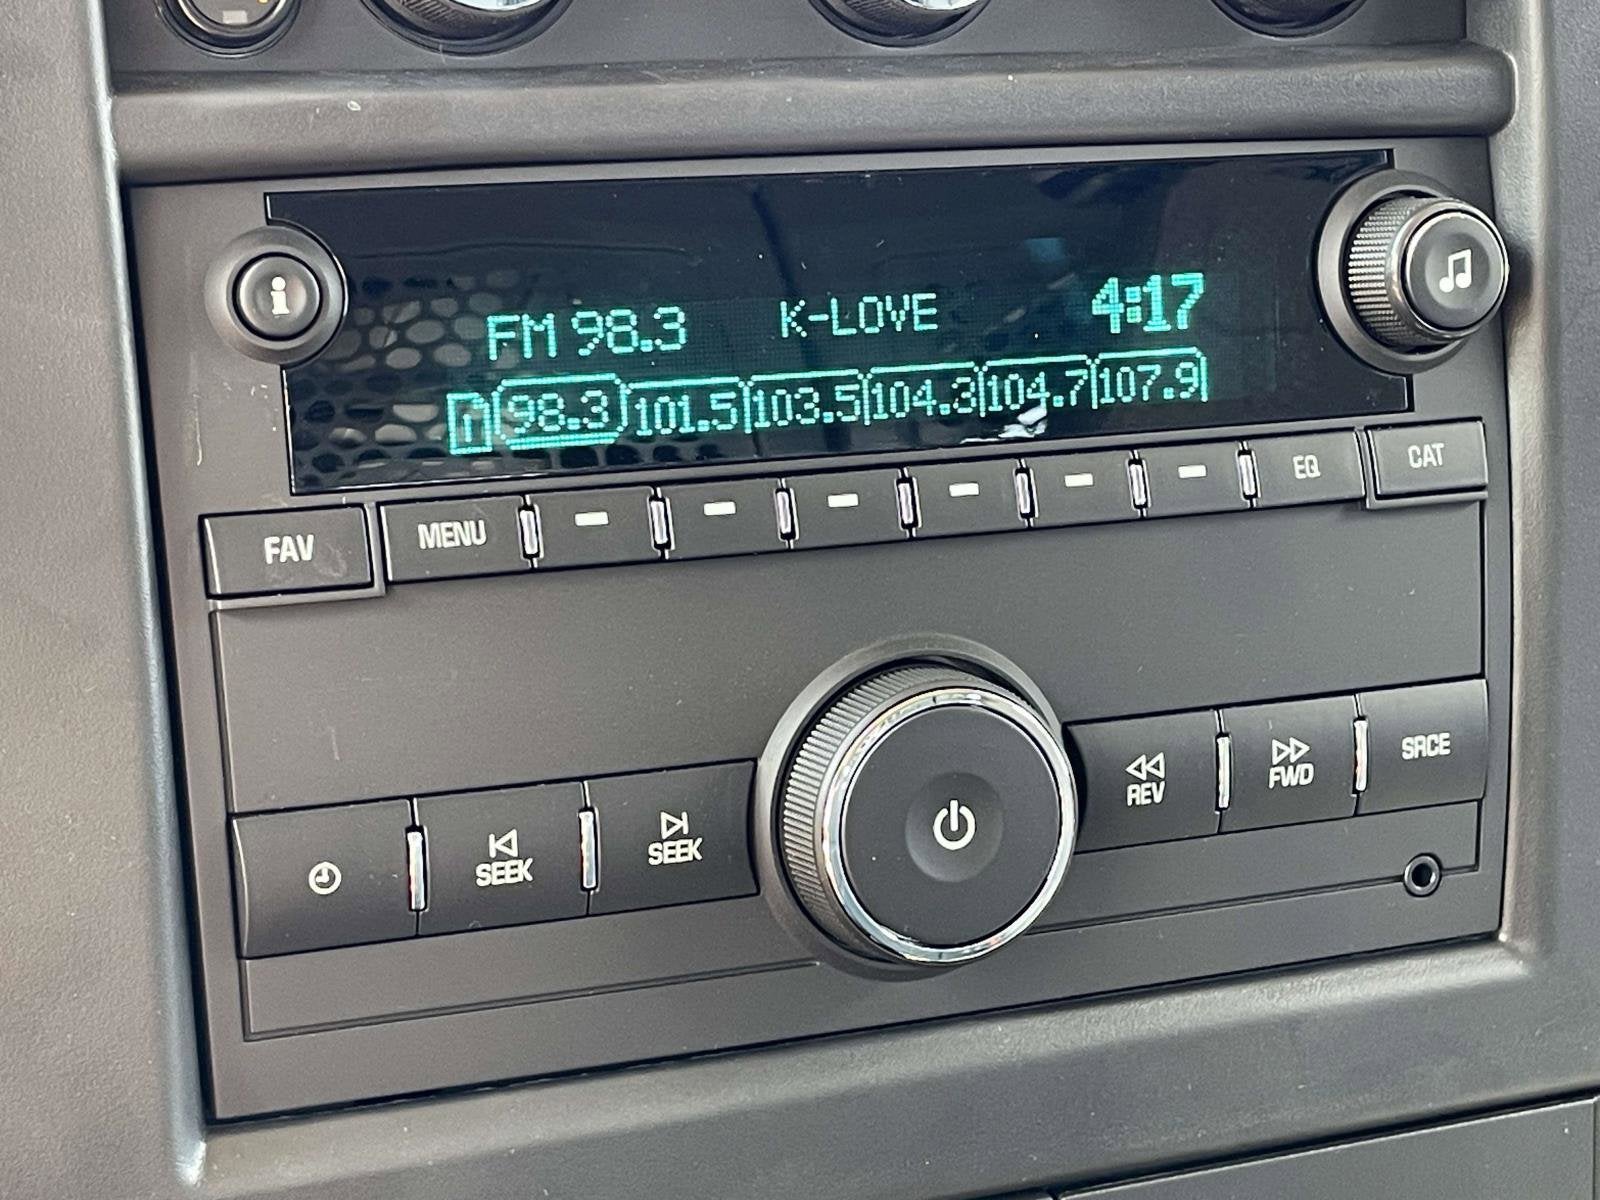 i
FM 98.3 K-LOVE 4:17
1 98.3 101.5 103.5 104.3 104.7 107.9
FAV MENU EQ CAT
SEEK SEEK REV FWD SRCE